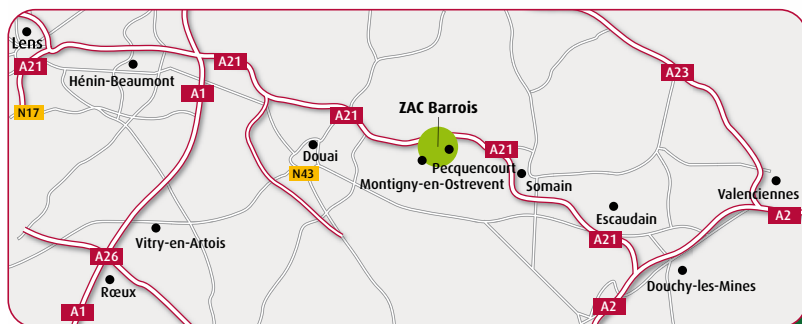 Lens
A21
N17
Hénin-Beaumont
A1
A21
A21
ZAC Barrois
A23
Douai
N43
Pecquencourt
Montigny-en-Ostrevent
A21
Somain
Valenciennes
A2
Escaudain
A21
Vitry-en-Artois
A26
Rœux
A1
Douchy-les-Mines
A2